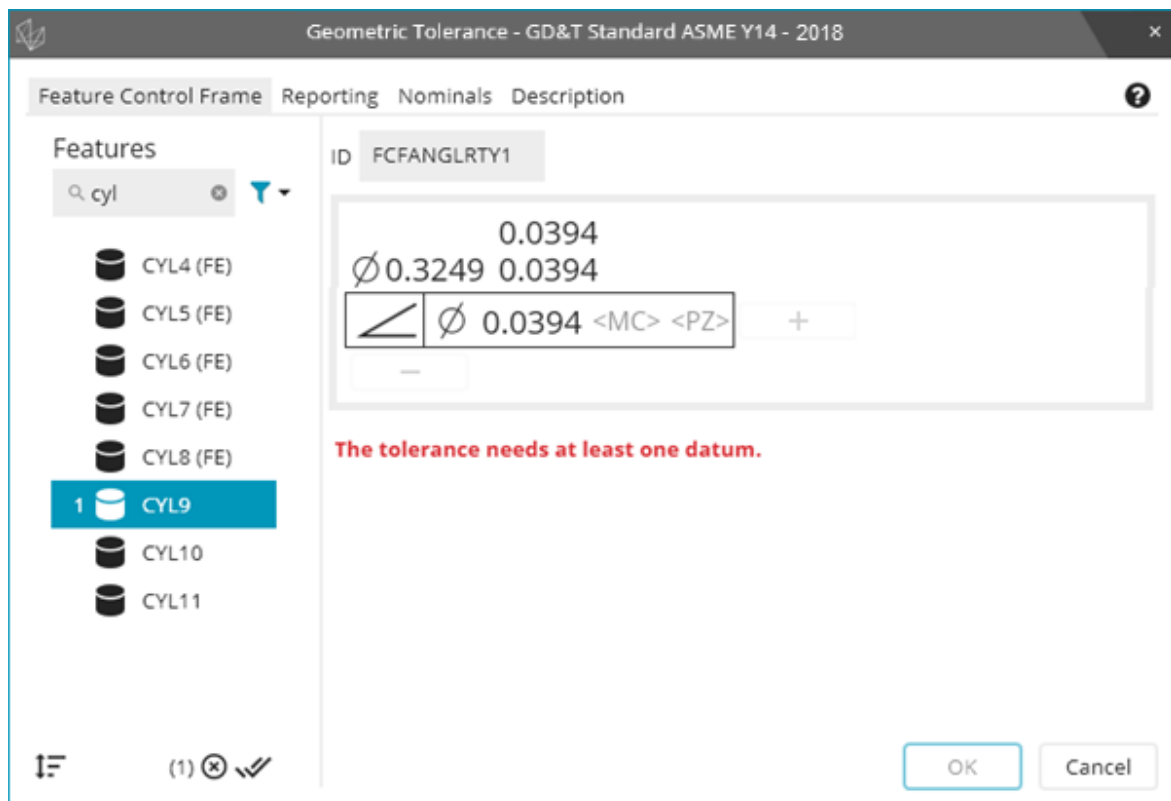 Geometric Tolerance - GD&T Standard ASME Y14 - 2018
Feature Control Frame Reporting Nominals Description
Features
cyl
CYL4 (FE)
CYL5 (FE)
CYL6 (FE)
CYL7 (FE)
CYL8 (FE)
1 CYL9
CYL10
CYL11
(1)
ID FCFANGLRTY1
0.0394
∅0.3249 0.0394
∠ ∅ 0.0394 <MC> <PZ> +
−
The tolerance needs at least one datum.
OK Cancel